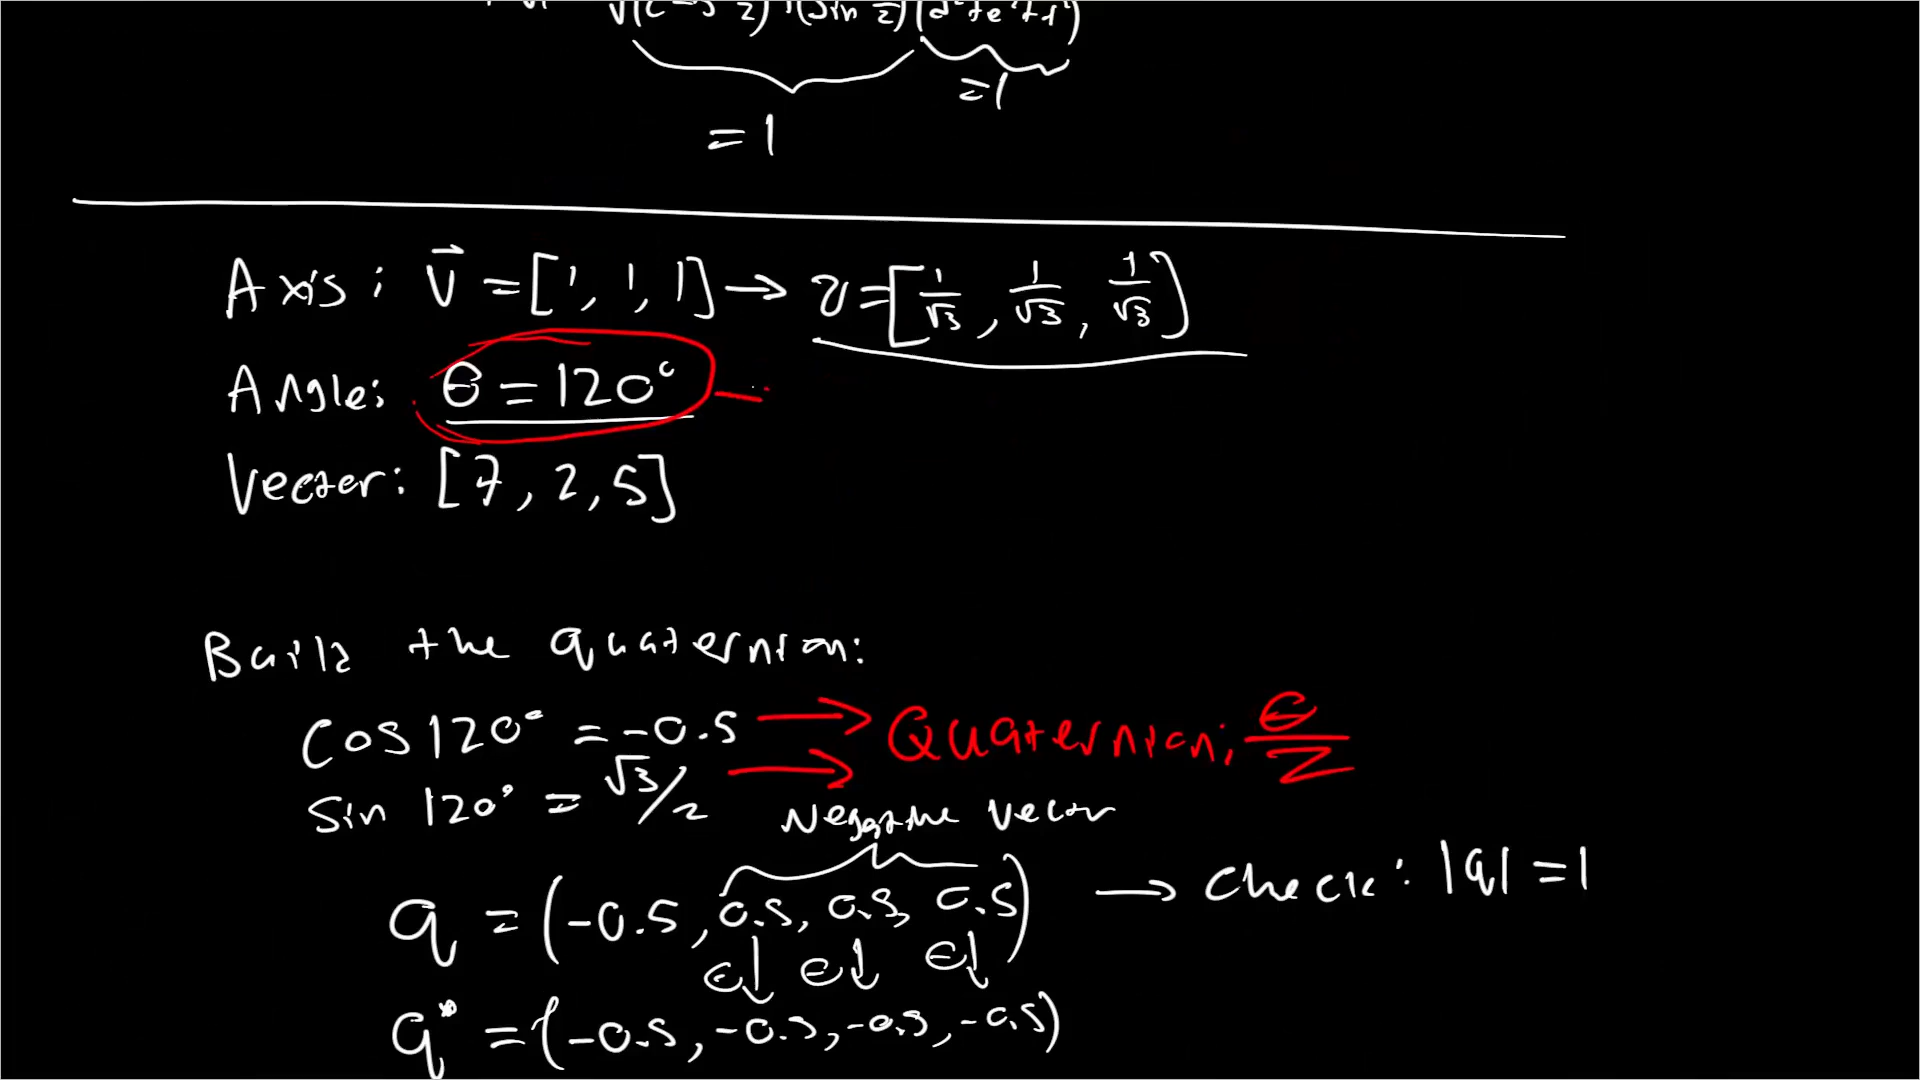 = 1
= 1
Axis: v = [1, 1, 1] → v = [1/√3, 1/√3, 1/√3]
Angle: θ = 120°
Vector: [7, 2, 5]
Build the quaternion:
Cos 120° = -0.5 → Quaternion: θ/2
Sin 120° = √3/2 →
Negative Vector
q = (-0.5, 0.5, 0.5, 0.5) → Check: |q| = 1
q* = (-0.5, -0.5, -0.5, -0.5)